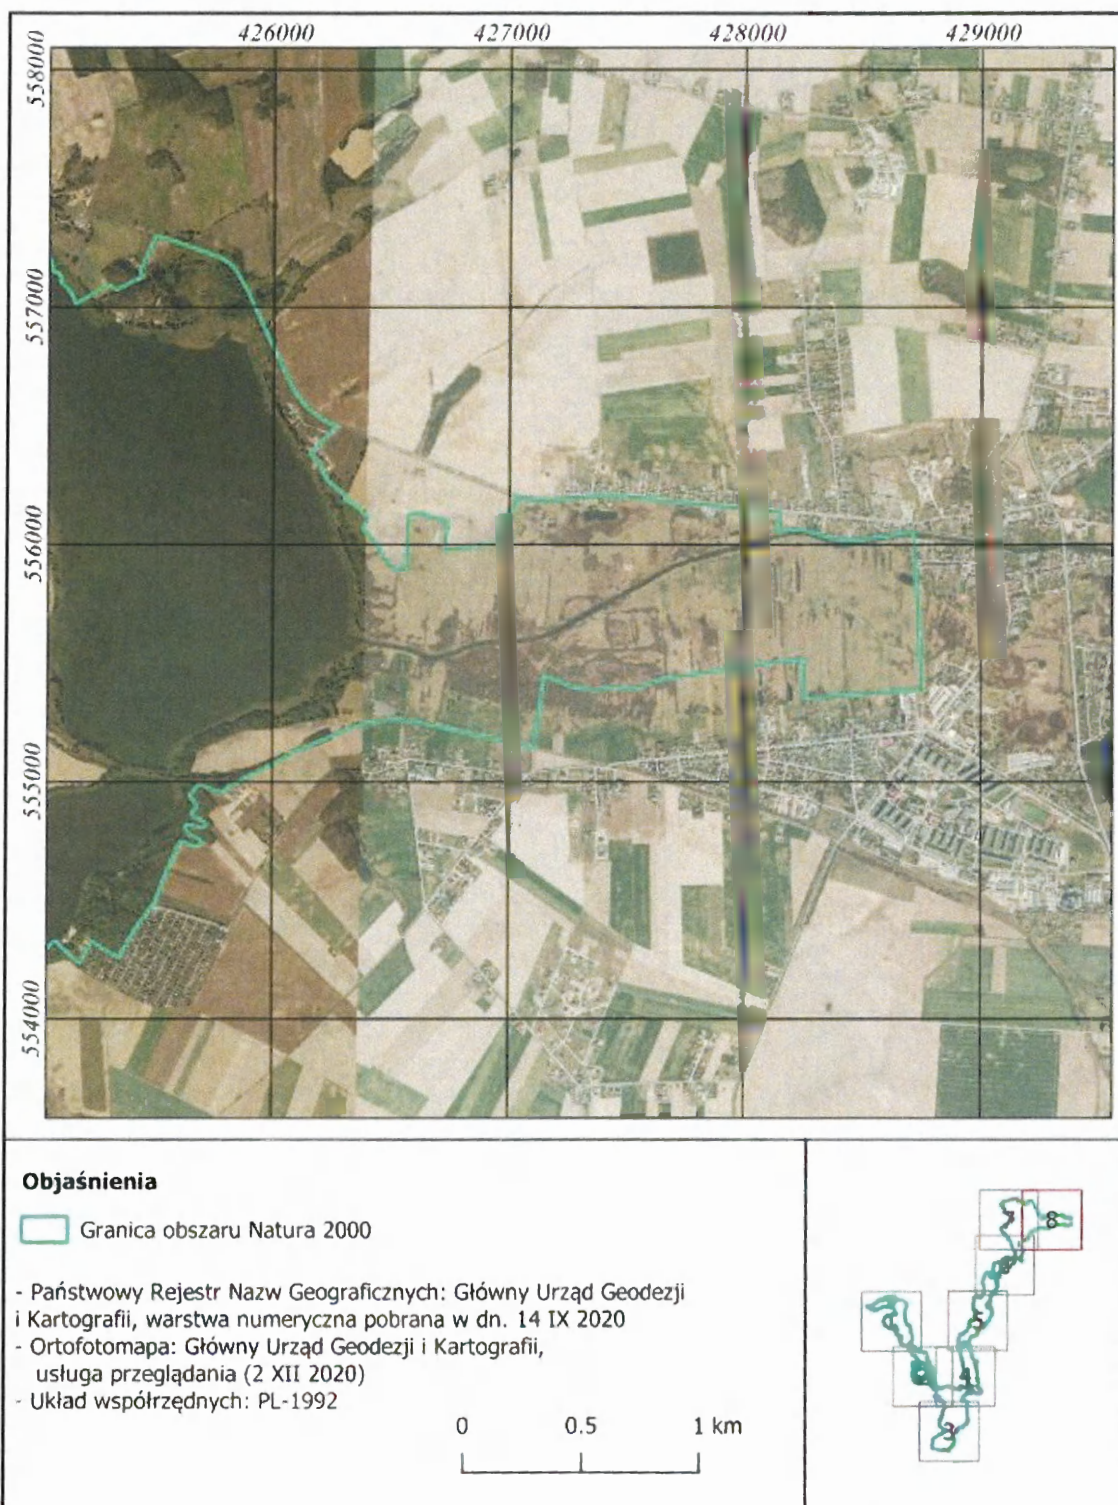 426000 427000 428000 429000
558000
557000
556000
555000
554000
Objaśnienia
Granica obszaru Natura 2000
- Państwowy Rejestr Nazw Geograficznych: Główny Urząd Geodezji
i Kartografii, warstwa numeryczna pobrana w dn. 14 IX 2020
- Ortofotomapa: Główny Urząd Geodezji i Kartografii,
usługa przeglądania (2 XII 2020)
- Układ współrzędnych: PL-1992
0 0.5 1 km
8
5
4
3